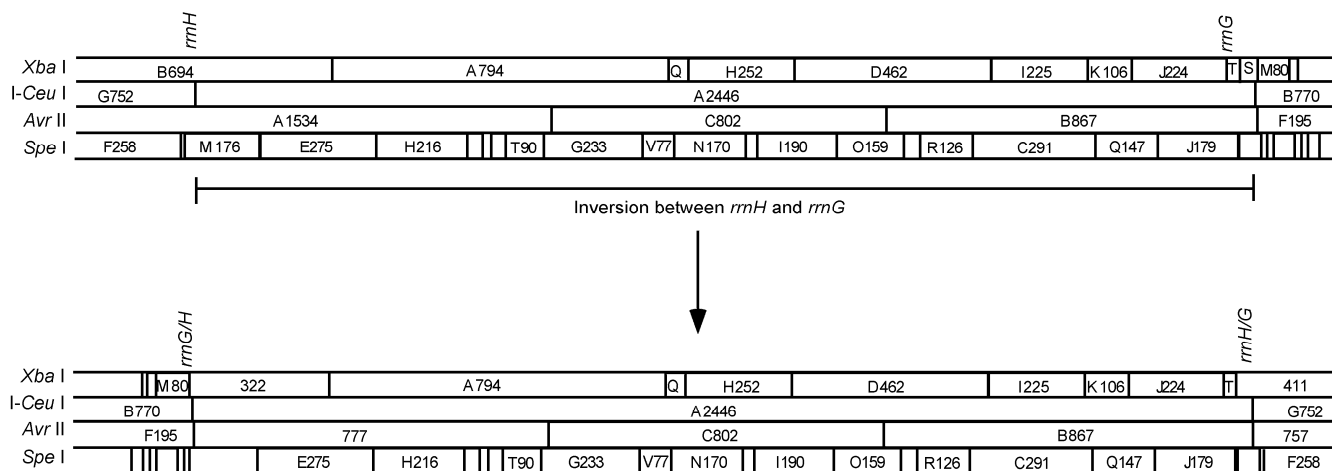 rrnH rrnG
Xba I B694 A794 Q H252 D462 I225 K106 J224 T S M80
I-Ceu I G752 A2446 B770
Avr II A1534 C802 B867 F195
Spe I F258 M176 E275 H216 T90 G233 V77 N170 I190 O159 R126 C291 Q147 J179
Inversion between rrnH and rrnG
rrnG/H rrnH/G
Xba I M80 322 A794 Q H252 D462 I225 K106 J224 T 411
I-Ceu I B770 A2446 G752
Avr II F195 777 C802 B867 757
Spe I E275 H216 T90 G233 V77 N170 I190 O159 R126 C291 Q147 J179 F258